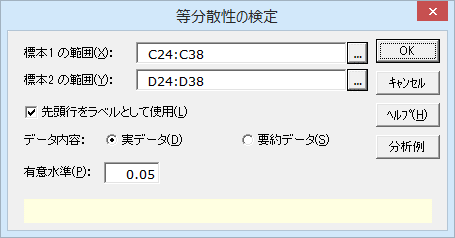 等分散性の検定
標本1 の範囲(X): C24:C38 ... OK
標本2 の範囲(Y): D24:D38 ... キャンセル
先頭行をラベルとして使用(L) ヘルプ(H)
データ内容: 実データ(D) 要約データ(S) 分析例
有意水準(P): 0.05